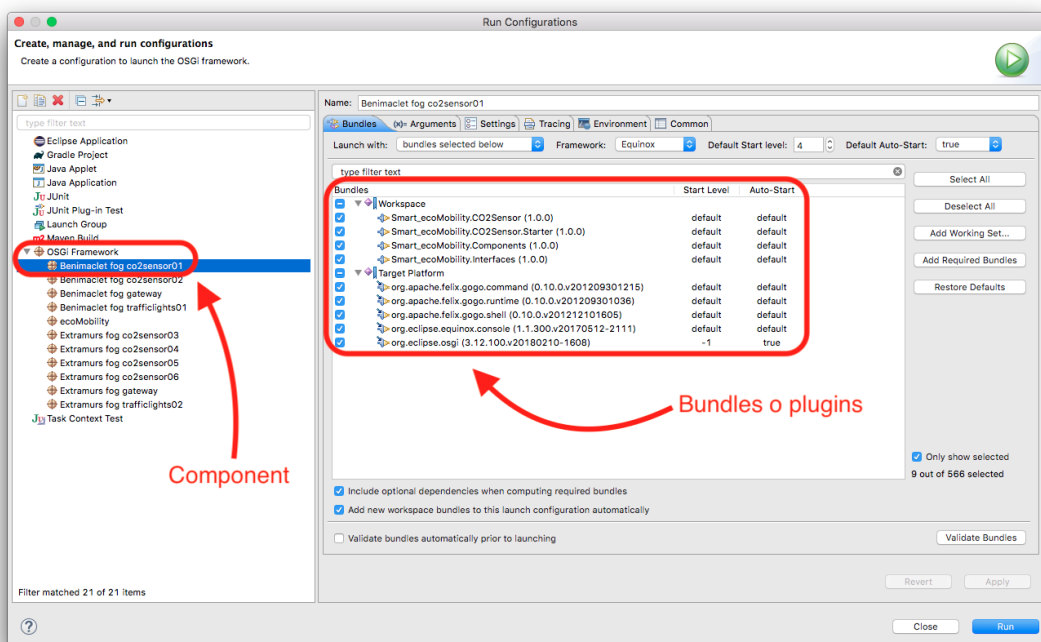 Run Configurations
Create, manage, and run configurations
Create a configuration to launch the OSGi framework.
type filter text
Eclipse Application
Gradle Project
Java Applet
Java Application
JUnit
JUnit Plug-in Test
Launch Group
Maven Build
OSGi Framework
Benimaclet fog co2sensor01
Benimaclet fog co2sensor02
Benimaclet fog gateway
Benimaclet fog trafficlights01
ecoMobility
Extramurs fog co2sensor03
Extramurs fog co2sensor04
Extramurs fog co2sensor05
Extramurs fog co2sensor06
Extramurs fog gateway
Extramurs fog trafficlights02
Task Context Test
Component
Filter matched 21 of 21 items
Name: Benimaclet fog co2sensor01
Bundles (x)= Arguments Settings Tracing Environment Common
Launch with: bundles selected below Framework: Equinox Default Start level: 4 Default Auto-Start: true
type filter text
Bundles Start Level Auto-Start
Workspace
Smart_ecoMobility.CO2Sensor (1.0.0) default default
Smart_ecoMobility.CO2Sensor.Starter (1.0.0) default default
Smart_ecoMobility.Components (1.0.0) default default
Smart_ecoMobility.Interfaces (1.0.0) default default
Target Platform
org.apache.felix.gogo.command (0.10.0.v201209301215) default default
org.apache.felix.gogo.runtime (0.10.0.v201209301036) default default
org.apache.felix.gogo.shell (0.10.0.v201212101605) default default
org.eclipse.equinox.console (1.1.300.v20170512-2111) default default
org.eclipse.osgi (3.12.100.v20180210-1608) -1 true
Bundles o plugins
Select All
Deselect All
Add Working Set...
Add Required Bundles
Restore Defaults
Only show selected
9 out of 566 selected
Include optional dependencies when computing required bundles
Add new workspace bundles to this launch configuration automatically
Validate bundles automatically prior to launching
Validate Bundles
Revert Apply
? Close Run